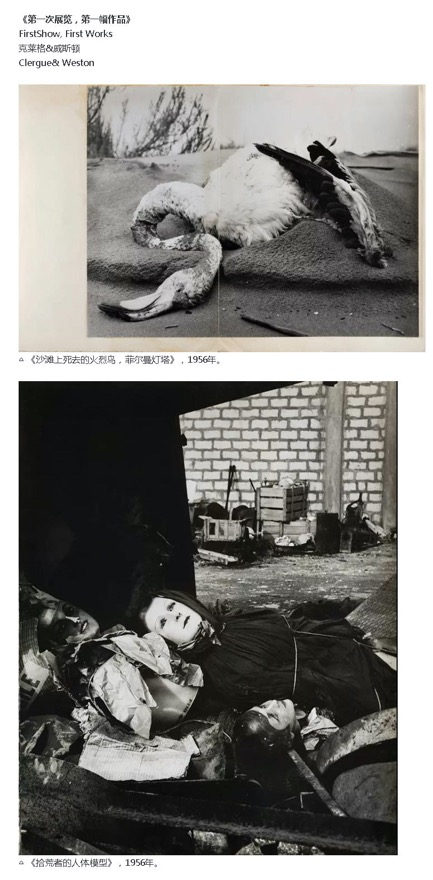 《第一次展览，第一幅作品》
FirstShow, First Works
克莱格&威斯顿
Clergue& Weston
△ 《沙滩上死去的火烈鸟，菲尔曼灯塔》，1956年。
△ 《拾荒者的人体模型》，1956年。